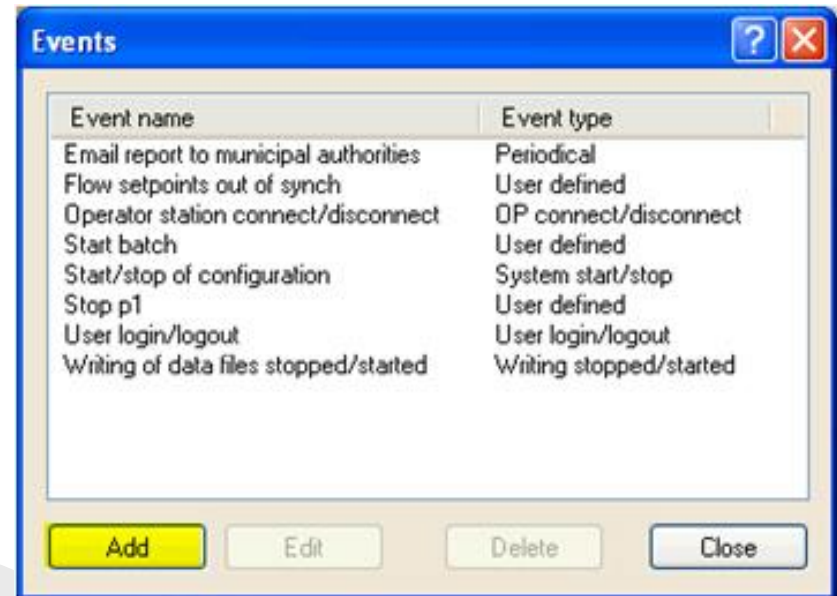 Events
Event name Event type
Email report to municipal authorities Periodical
Flow setpoints out of synch User defined
Operator station connect/disconnect OP connect/disconnect
Start batch User defined
Start/stop of configuration System start/stop
Stop p1 User defined
User login/logout User login/logout
Writing of data files stopped/started Writing stopped/started
Add Edit Delete Close